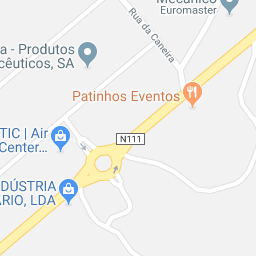 Mecânico
Euromaster
Rua da Caneira
a - Produtos
cêuticos, SA
Patinhos Eventos
N111
TIC | Air
Center...
DÚSTRIA
ÁRIO, LDA